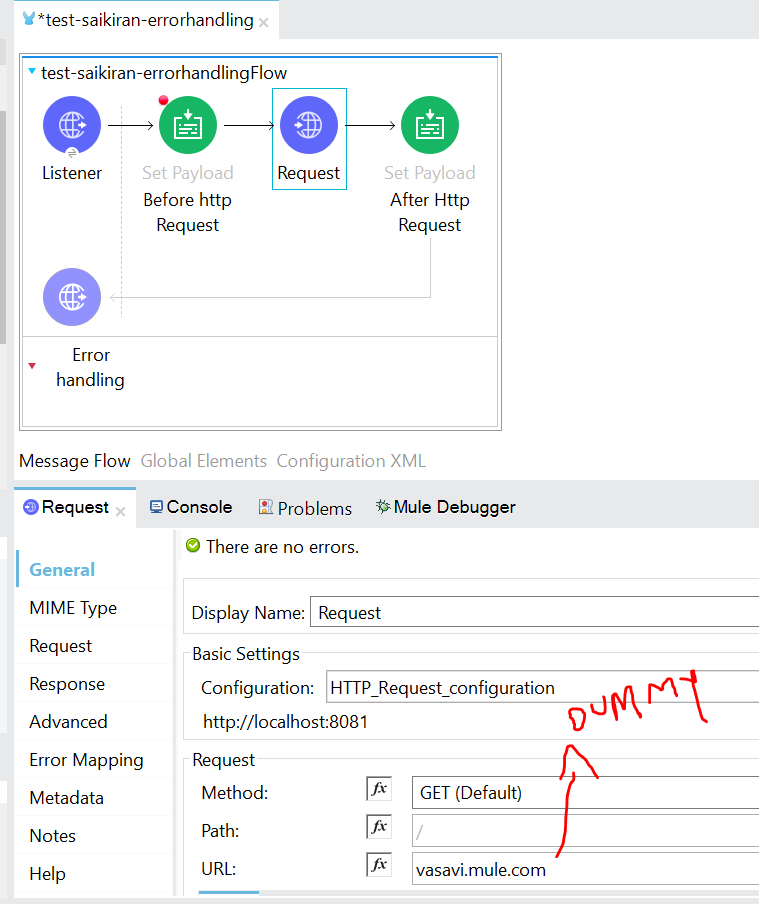 *test-saikiran-errorhandling
test-saikiran-errorhandlingFlow
Listener
Set Payload
Before http
Request
Request
Set Payload
After Http
Request
Error
handling
Message Flow Global Elements Configuration XML
Request Console Problems Mule Debugger
There are no errors.
General
MIME Type
Request
Response
Advanced
Error Mapping
Metadata
Notes
Help
Display Name: Request
Basic Settings
Configuration: HTTP_Request_configuration
http://localhost:8081
DUMMY
Request
Method: fx GET (Default)
Path: fx /
URL: fx vasavi.mule.com